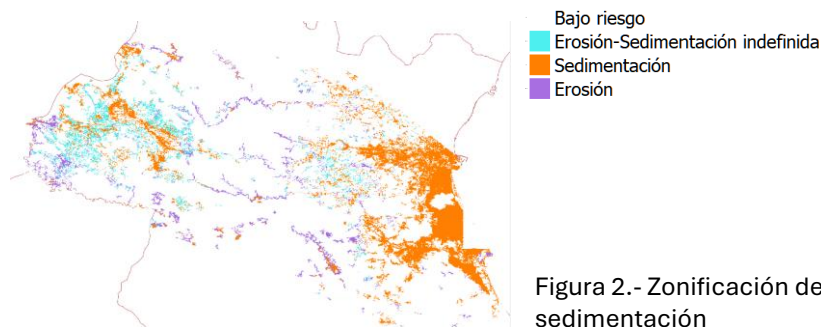 Bajo riesgo
Erosión-Sedimentación indefinida
Sedimentación
Erosión
Figura 2.- Zonificación de
sedimentación